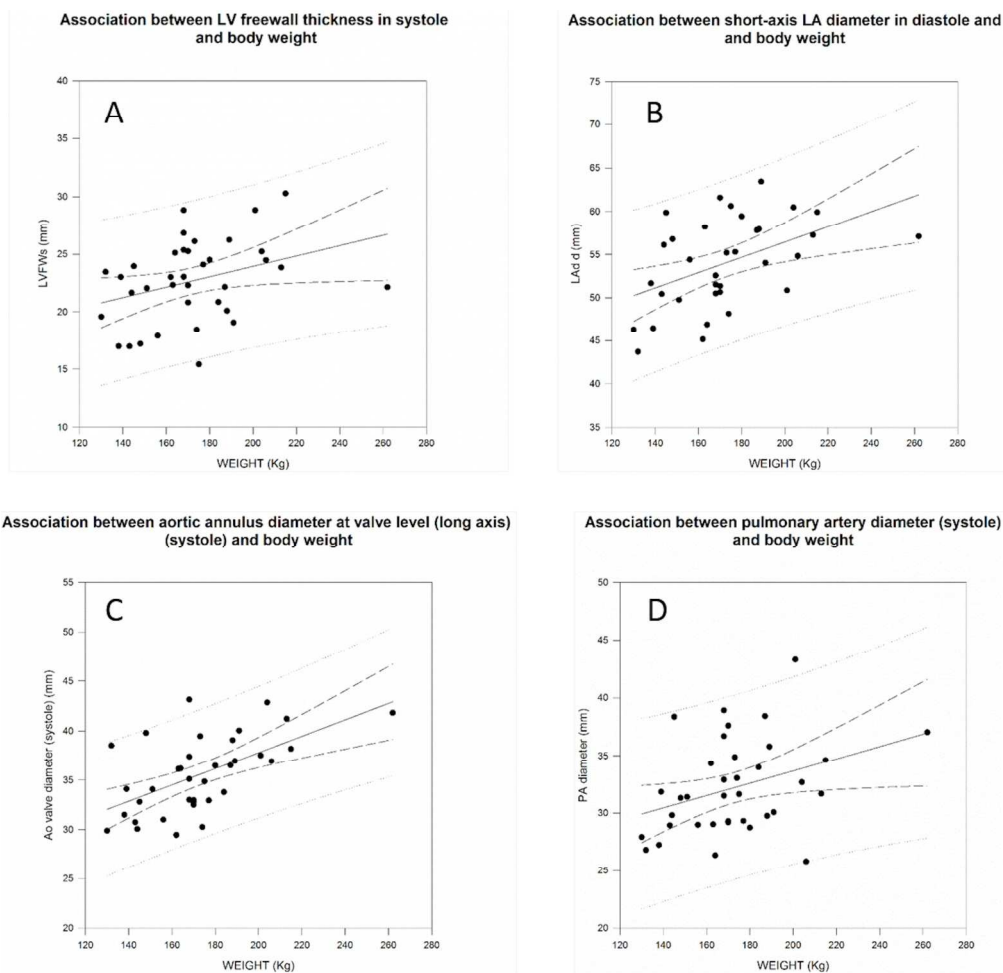 Association between LV freewall thickness in systole
and body weight
A
40
35
30
25
20
15
10
LVFWs (mm)
120 140 160 180 200 220 240 260 280
WEIGHT (Kg)
Association between short-axis LA diameter in diastole and
and body weight
B
75
70
65
60
55
50
45
40
35
LAd d (mm)
120 140 160 180 200 220 240 260 280
WEIGHT (Kg)
Association between aortic annulus diameter at valve level (long axis)
(systole) and body weight
C
55
50
45
40
35
30
25
20
Ao valve diameter (systole) (mm)
120 140 160 180 200 220 240 260 280
WEIGHT (Kg)
Association between pulmonary artery diameter (systole)
and body weight
D
50
45
40
35
30
25
20
PA diameter (mm)
120 140 160 180 200 220 240 260 280
WEIGHT (Kg)